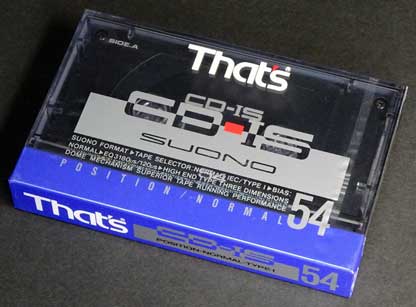 SIDE.A
That's
CD-IS
CD-IS
SUONO
SUONO FORMAT▶TAPE SELECTOR:NORMAL(IEC/TYPE I)▶BIAS:
NORMAL▶EQ3180μs/120μs▶HIGH END TYPE THREE DIMENSIONS
DOME MECHANISM SUPERIOR TAPE RUNNING PERFORMANCE
POSITION/NORMAL 54
That's
CD-IS
POSITION·NORMAL·TYPE I
54